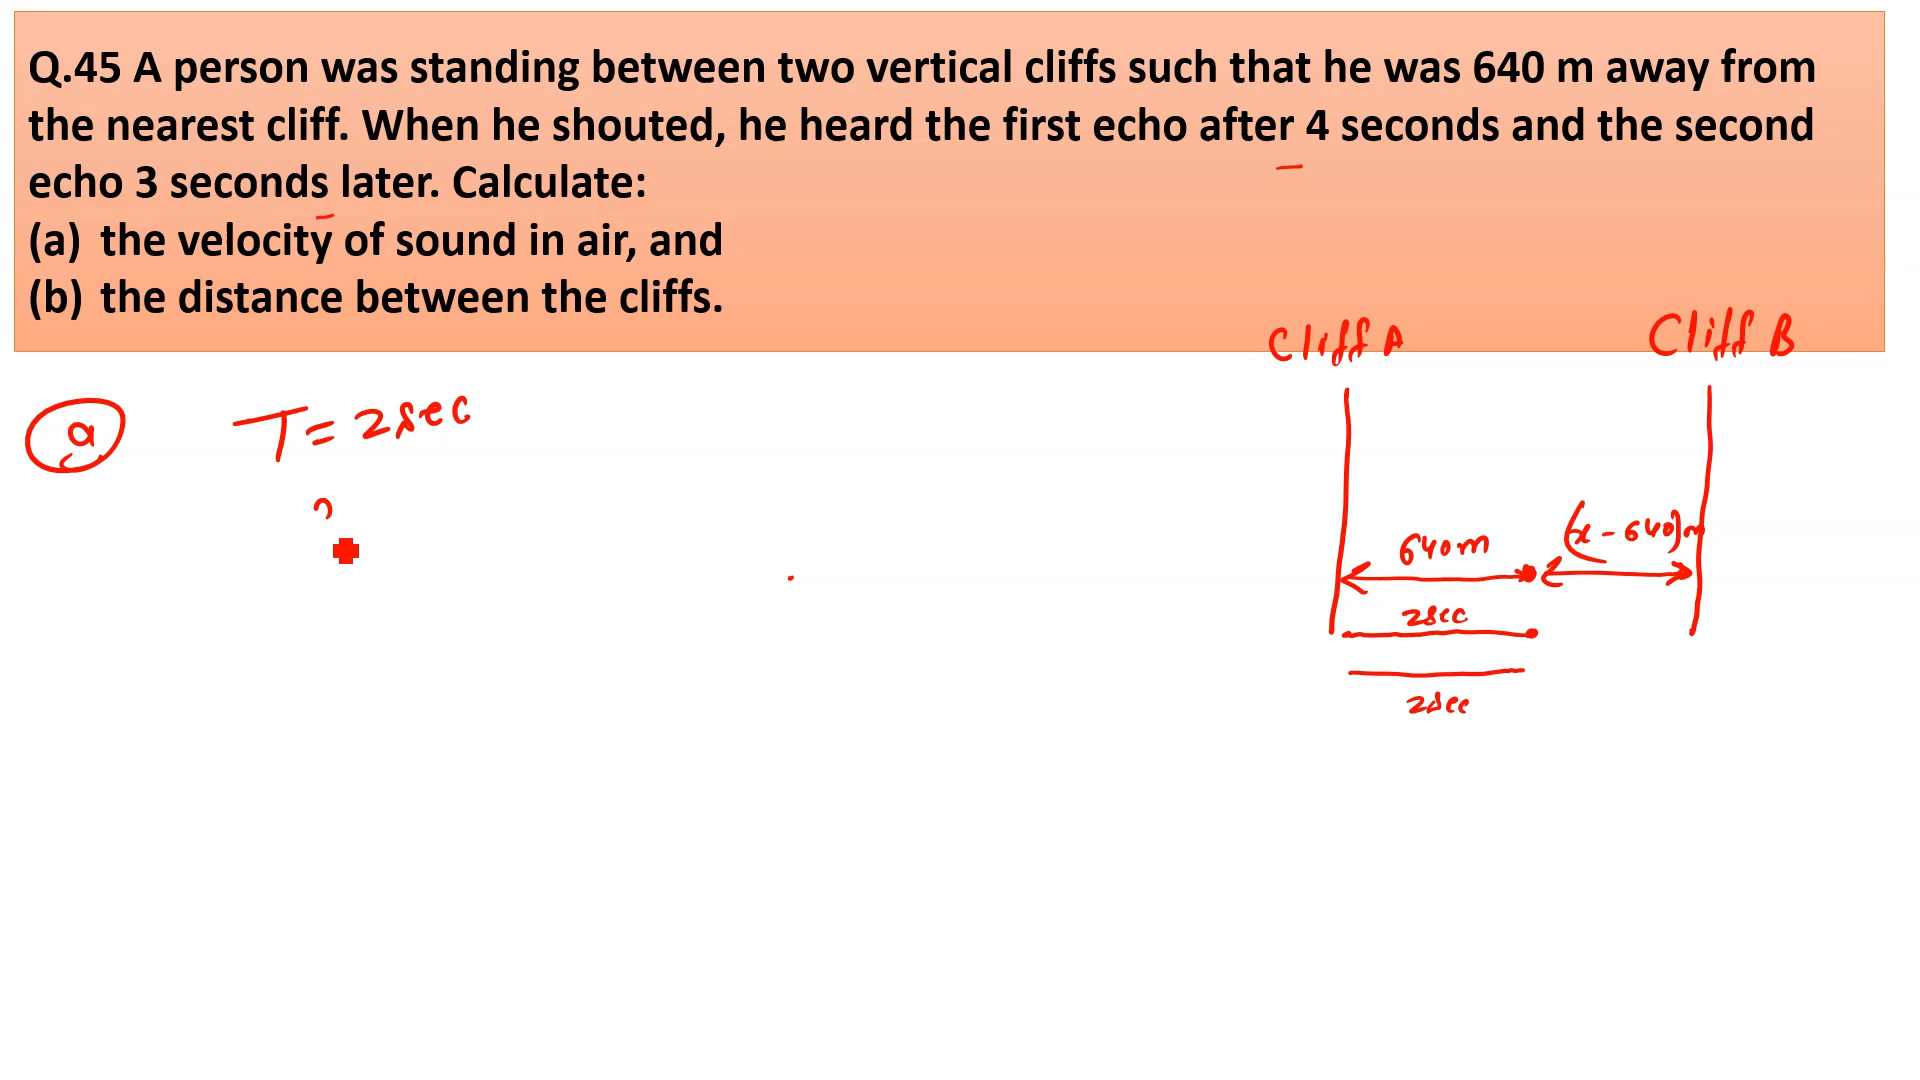 Q.45 A person was standing between two vertical cliffs such that he was 640 m away from
the nearest cliff. When he shouted, he heard the first echo after 4 seconds and the second
echo 3 seconds later. Calculate:
(a) the velocity of sound in air, and
(b) the distance between the cliffs.
Cliff A Cliff B
a T = 2 sec
640m (x - 640)m
2sec
2sec